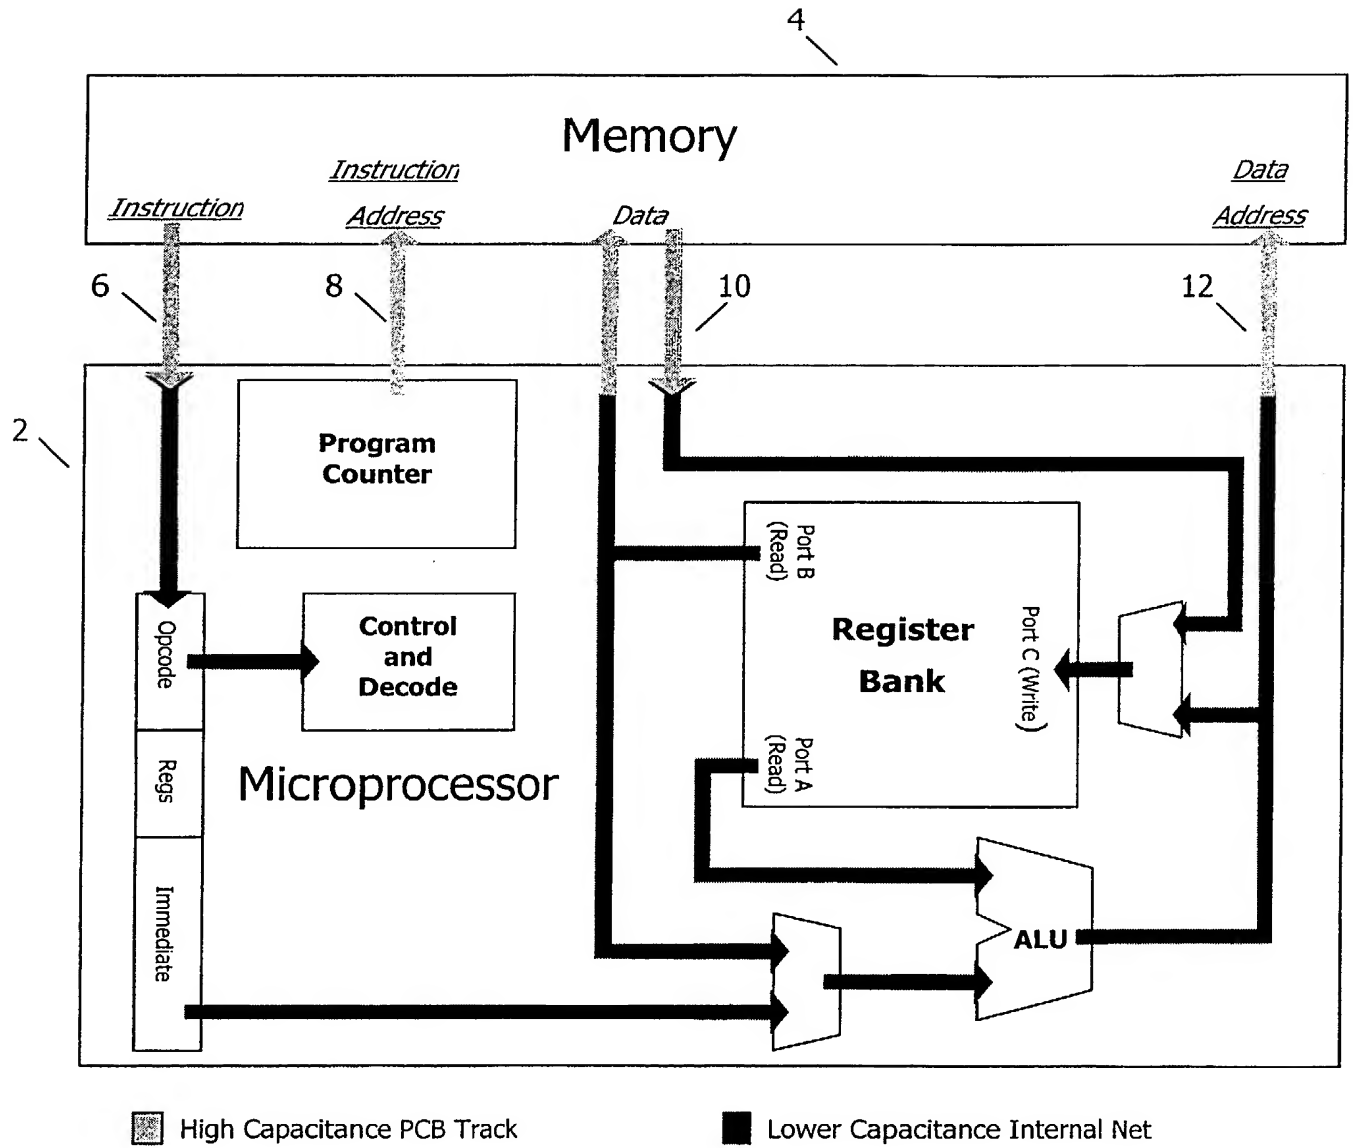 4
Memory
Instruction
Instruction
Address
Data
Data
Address
6
8
10
12
2
Program
Counter
Opcode
Regs
Immediate
Control
and
Decode
Microprocessor
Port B
(Read)
Register
Bank
Port C (Write)
Port A
(Read)
ALU
High Capacitance PCB Track
Lower Capacitance Internal Net